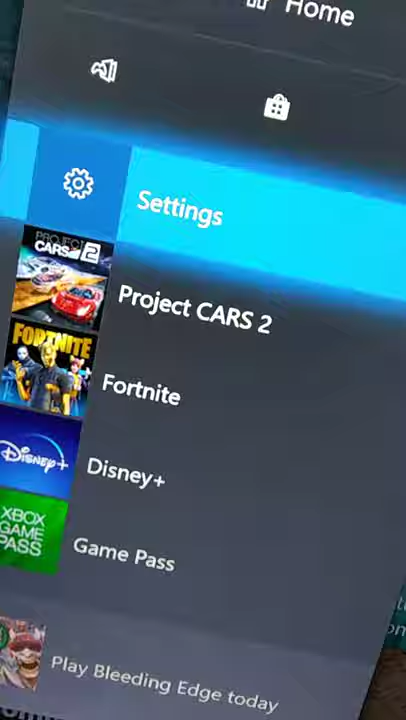 Home
Settings
PROJECT
CARS 2
Project CARS 2
FORTNITE
Fortnite
Disney+
Disney+
XBOX
GAME
PASS
Game Pass
Play Bleeding Edge today